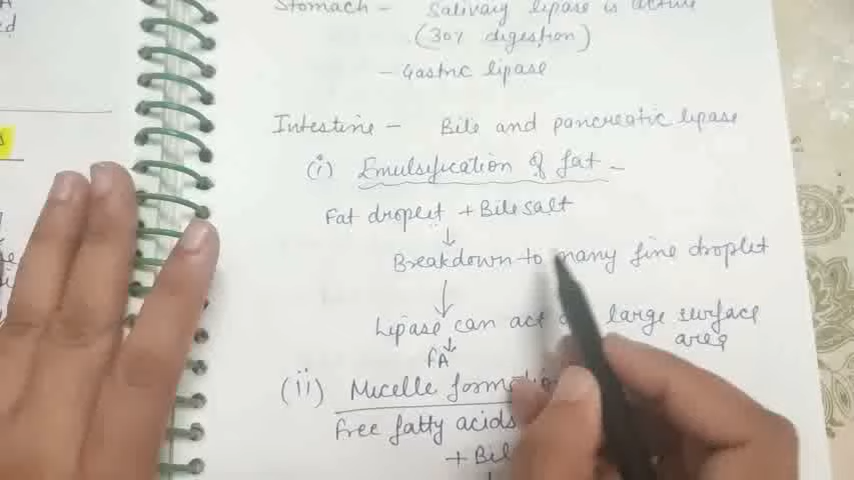 Stomach - Salivary lipase is active
(30% digestion)
- Gastric lipase
Intestine - Bile and pancreatic lipase
(i) Emulsification of fat -
Fat droplet + Bile salt
↓
Breakdown to many fine droplet
↓
Lipase can act large surface
area
↓
FA
(ii) Micelle formation
Free fatty acids
+ Bil